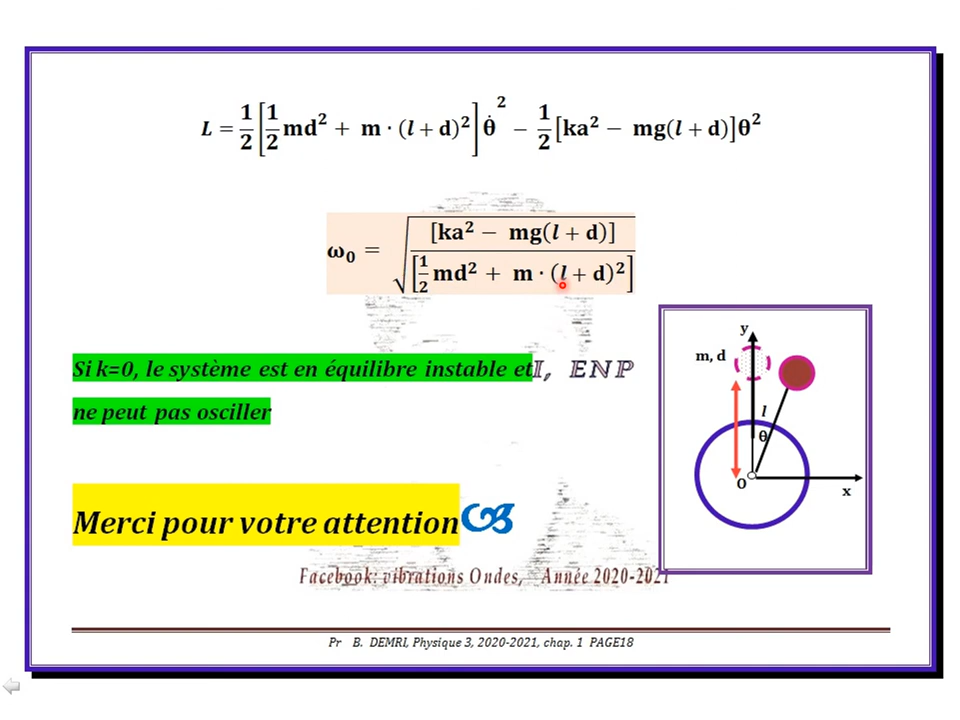 L = 1/2 [1/2 md² + m · (l + d)²] θ̇² − 1/2 [ka² − mg(l + d)]θ²
ω₀ = √([ka² − mg(l + d)] / [1/2 md² + m · (l + d)²])
Si k=0, le système est en équilibre instable et I, ENP
ne peut pas osciller
y
m, d
l
θ
O
x
Merci pour votre attention
Facebook: vibrations Ondes, Année 2020-2021
Pr B. DEMRI, Physique 3, 2020-2021, chap. 1 PAGE18